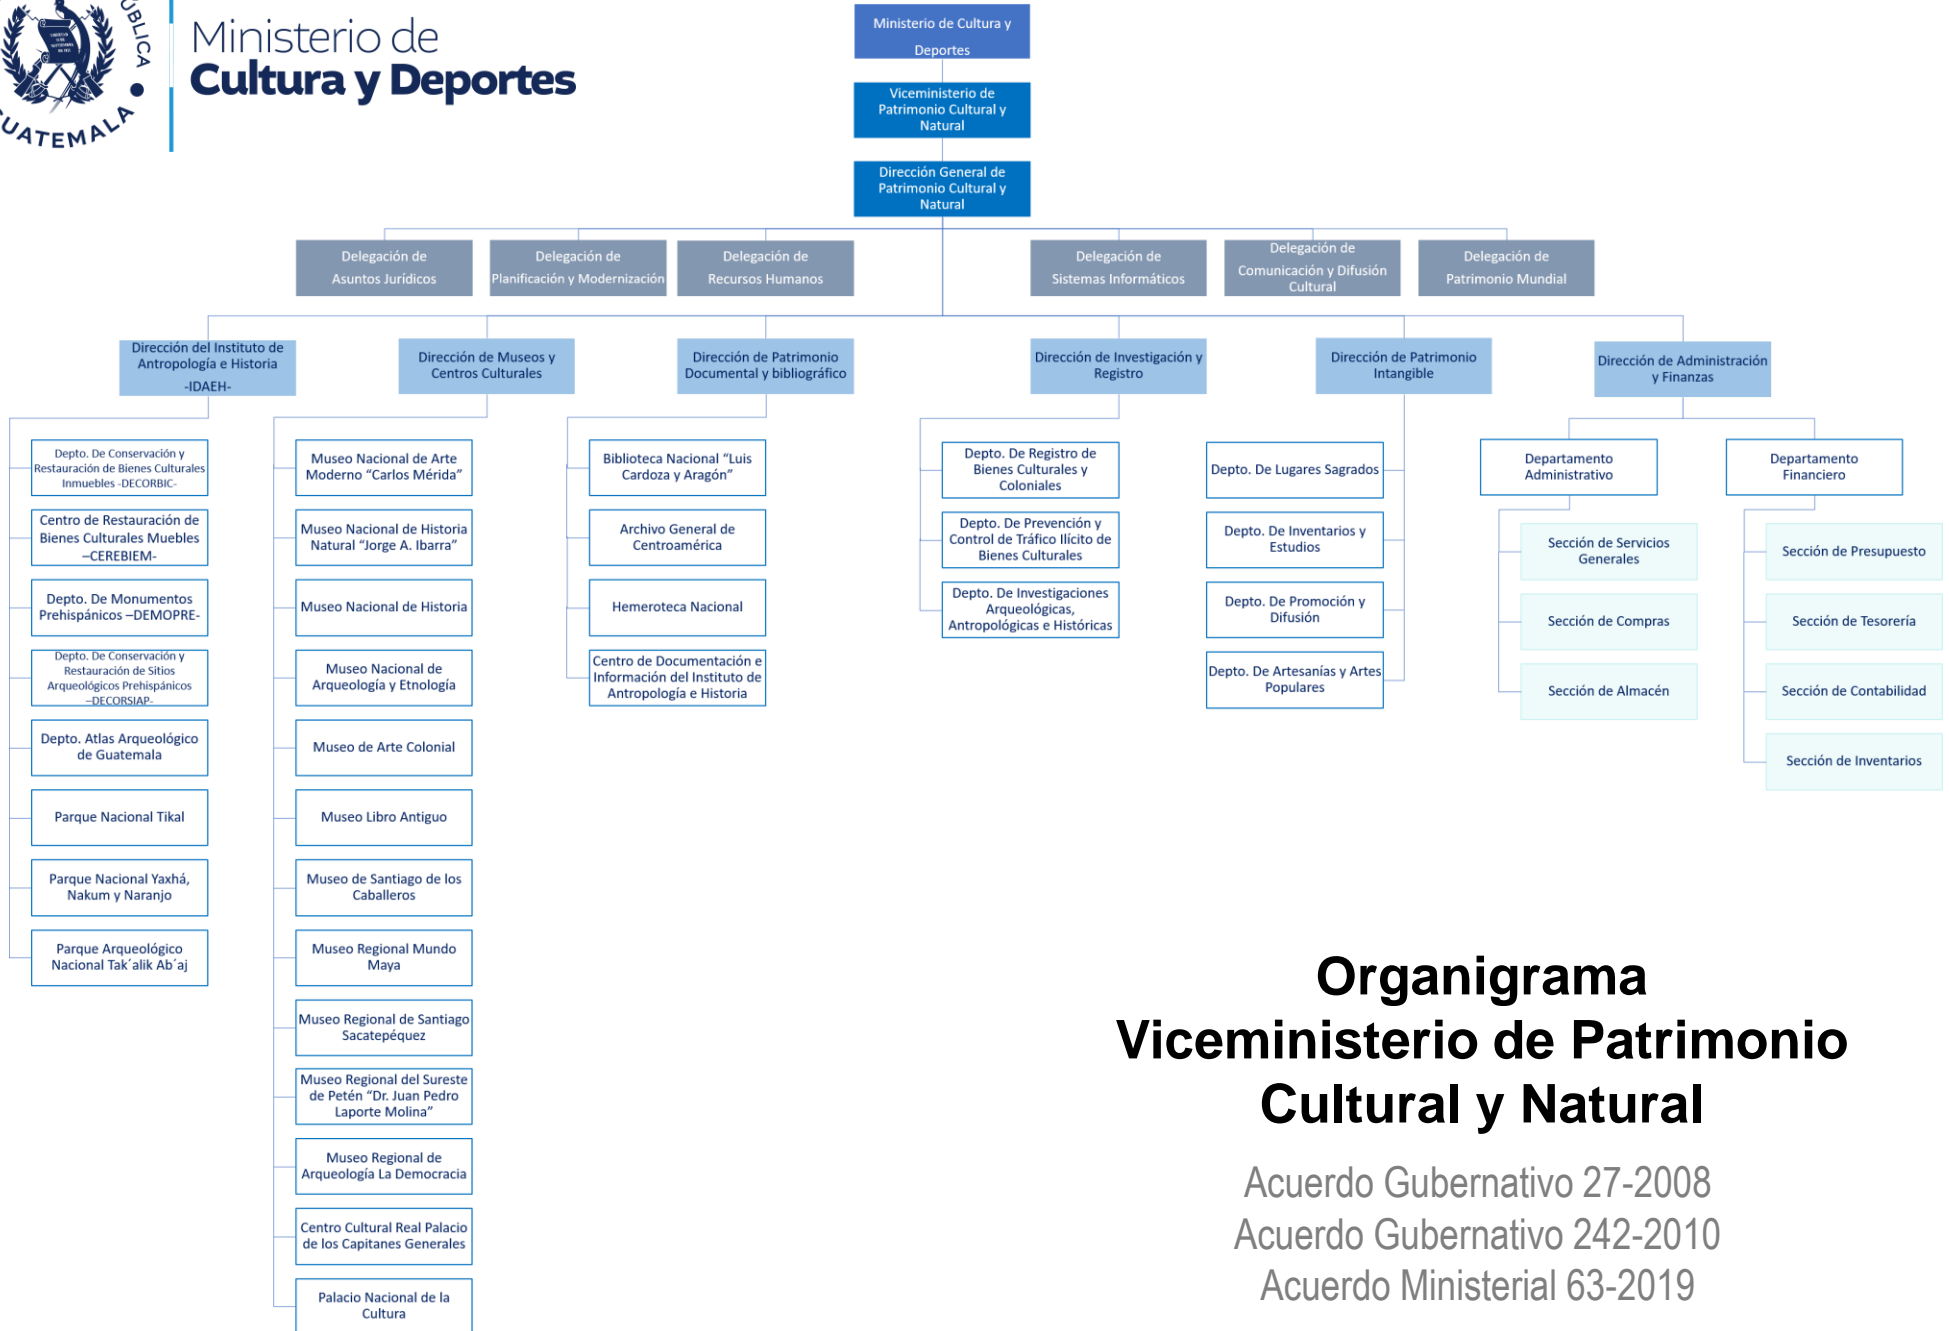 Ministerio de
Cultura y Deportes
GUATEMALA
Ministerio de Cultura y
Deportes
Viceministerio de
Patrimonio Cultural y
Natural
Dirección General de
Patrimonio Cultural y
Natural
Delegación de
Asuntos Jurídicos
Delegación de
Planificación y Modernización
Delegación de
Recursos Humanos
Delegación de
Sistemas Informáticos
Delegación de
Comunicación y Difusión
Cultural
Delegación de
Patrimonio Mundial
Dirección del Instituto de
Antropología e Historia
-IDAEH-
Dirección de Museos y
Centros Culturales
Dirección de Patrimonio
Documental y bibliográfico
Dirección de Investigación y
Registro
Dirección de Patrimonio
Intangible
Dirección de Administración
y Finanzas
Depto. De Conservación y
Restauración de Bienes Culturales
Inmuebles -DECORBIC-
Centro de Restauración de
Bienes Culturales Muebles
–CEREBIEM-
Depto. De Monumentos
Prehispánicos –DEMOPRE-
Depto. De Conservación y
Restauración de Sitios
Arqueológicos Prehispánicos
–DECORSIAP-
Depto. Atlas Arqueológico
de Guatemala
Parque Nacional Tikal
Parque Nacional Yaxhá,
Nakum y Naranjo
Parque Arqueológico
Nacional Tak´alik Ab´aj
Museo Nacional de Arte
Moderno “Carlos Mérida”
Museo Nacional de Historia
Natural “Jorge A. Ibarra”
Museo Nacional de Historia
Museo Nacional de
Arqueología y Etnología
Museo de Arte Colonial
Museo Libro Antiguo
Museo de Santiago de los
Caballeros
Museo Regional Mundo
Maya
Museo Regional de Santiago
Sacatepéquez
Museo Regional del Sureste
de Petén “Dr. Juan Pedro
Laporte Molina”
Museo Regional de
Arqueología La Democracia
Centro Cultural Real Palacio
de los Capitanes Generales
Palacio Nacional de la
Cultura
Biblioteca Nacional “Luis
Cardoza y Aragón”
Archivo General de
Centroamérica
Hemeroteca Nacional
Centro de Documentación e
Información del Instituto de
Antropología e Historia
Depto. De Registro de
Bienes Culturales y
Coloniales
Depto. De Prevención y
Control de Tráfico Ilícito de
Bienes Culturales
Depto. De Investigaciones
Arqueológicas,
Antropológicas e Históricas
Depto. De Lugares Sagrados
Depto. De Inventarios y
Estudios
Depto. De Promoción y
Difusión
Depto. De Artesanías y Artes
Populares
Departamento
Administrativo
Sección de Servicios
Generales
Sección de Compras
Sección de Almacén
Departamento
Financiero
Sección de Presupuesto
Sección de Tesorería
Sección de Contabilidad
Sección de Inventarios
Organigrama
Viceministerio de Patrimonio
Cultural y Natural
Acuerdo Gubernativo 27-2008
Acuerdo Gubernativo 242-2010
Acuerdo Ministerial 63-2019